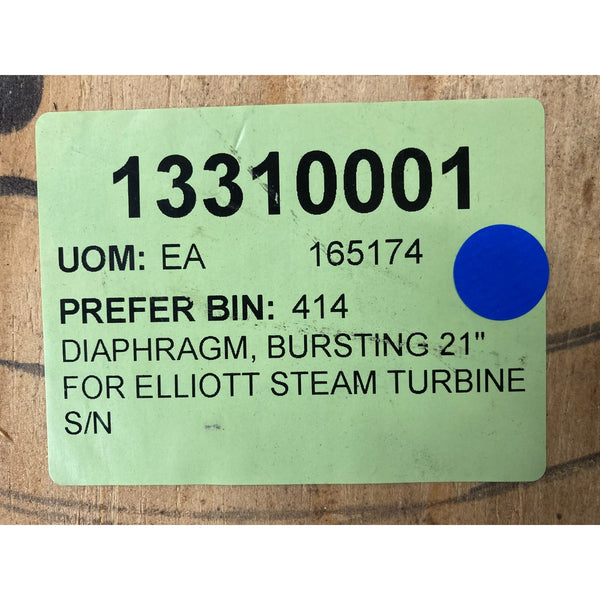 13310001
UOM: EA 165174
PREFER BIN: 414
DIAPHRAGM, BURSTING 21"
FOR ELLIOTT STEAM TURBINE
S/N